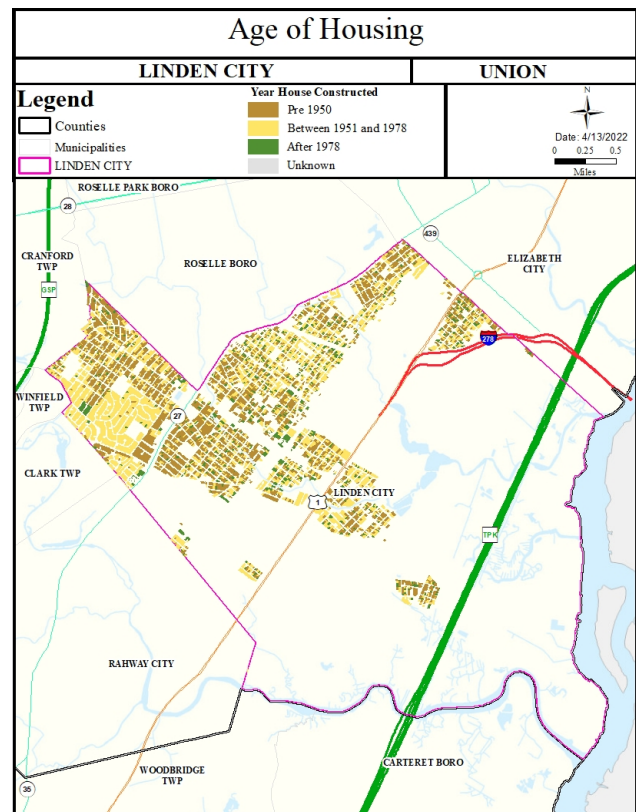 Age of Housing
LINDEN CITY
UNION
Legend
Counties
Municipalities
LINDEN CITY
Year House Constructed
Pre 1950
Between 1951 and 1978
After 1978
Unknown
N
Date: 4/13/2022
0 0.25 0.5
Miles
ROSELLE PARK BORO
28
439
CRANFORD
TWP
ROSELLE BORO
ELIZABETH
CITY
GSP
278
WINFIELD
TWP
27
CLARK TWP
LINDEN CITY
1
TPK
RAHWAY CITY
CARTERET BORO
WOODBRIDGE
TWP
35